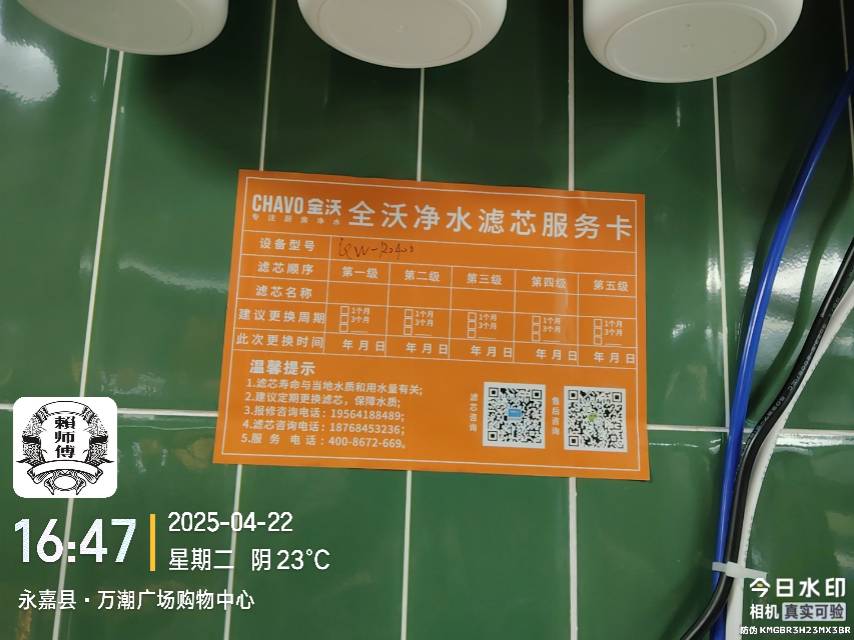 CHAVO 全沃
专注厨房净水
全沃净水滤芯服务卡
设备型号
滤芯顺序 第一级 第二级 第三级 第四级 第五级
滤芯名称
建议更换周期 1个月 1个月 1个月 1个月 1个月
3个月 3个月 3个月 3个月 3个月
此次更换时间 年 月 日 年 月 日 年 月 日 年 月 日 年 月 日
温馨提示
1.滤芯寿命与当地水质和用水量有关;
2.建议定期更换滤芯，保障水质;
3.报修咨询电话：19564188489;
4.滤芯咨询电话：18768453236;
5.服务电话：400-8672-669。
滤芯咨询
售后咨询
賴师傅
16:47
2025-04-22
星期二 阴 23°C
永嘉县·万潮广场购物中心
今日水印
相机 真实可验
防伪 KMGBR3H23MX3BR